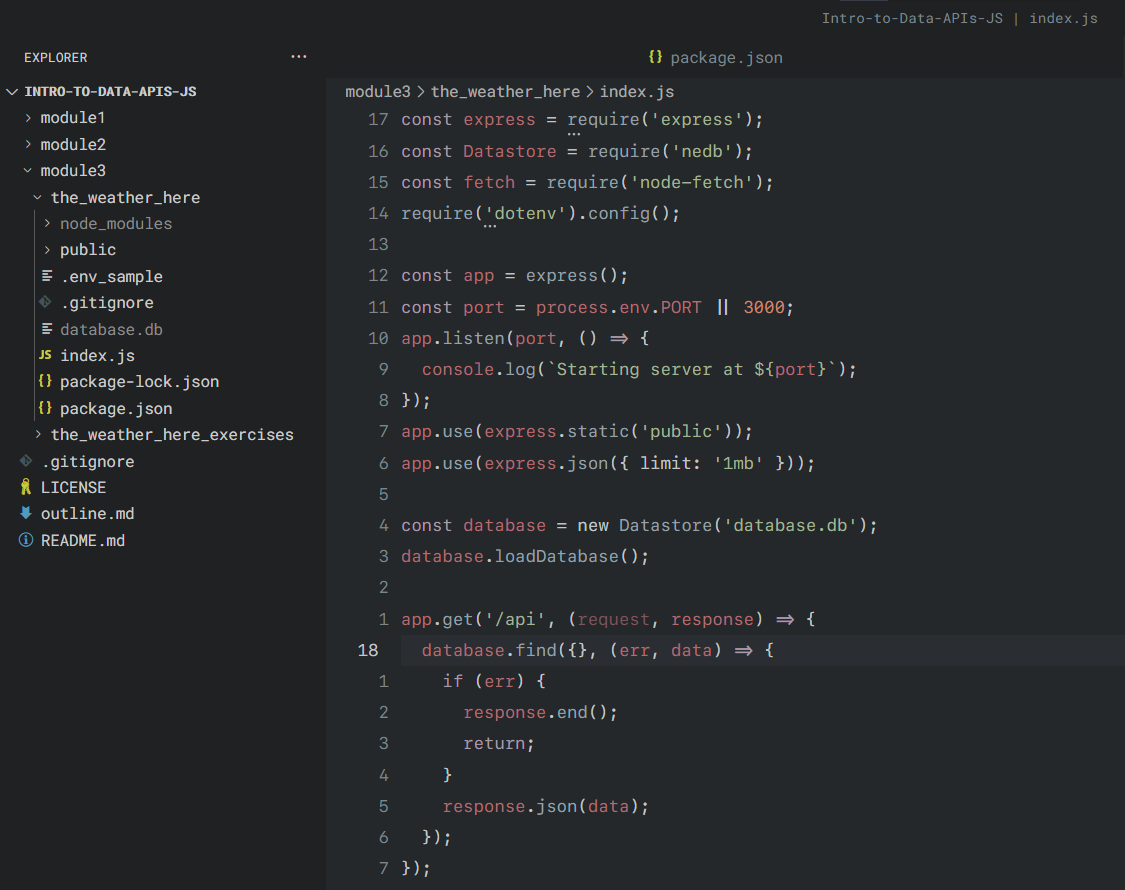 Intro-to-Data-APIs-JS | index.js
EXPLORER ···
{} package.json
INTRO-TO-DATA-APIS-JS
module1
module2
module3
the_weather_here
node_modules
public
.env_sample
.gitignore
database.db
JS index.js
{} package-lock.json
{} package.json
the_weather_here_exercises
.gitignore
LICENSE
outline.md
README.md
module3 > the_weather_here > index.js
17 const express = require('express');
16 const Datastore = require('nedb');
15 const fetch = require('node-fetch');
14 require('dotenv').config();
13
12 const app = express();
11 const port = process.env.PORT || 3000;
10 app.listen(port, () => {
9   console.log(`Starting server at ${port}`);
8 });
7 app.use(express.static('public'));
6 app.use(express.json({ limit: '1mb' }));
5
4 const database = new Datastore('database.db');
3 database.loadDatabase();
2
1 app.get('/api', (request, response) => {
18   database.find({}, (err, data) => {
1     if (err) {
2       response.end();
3       return;
4     }
5     response.json(data);
6   });
7 });